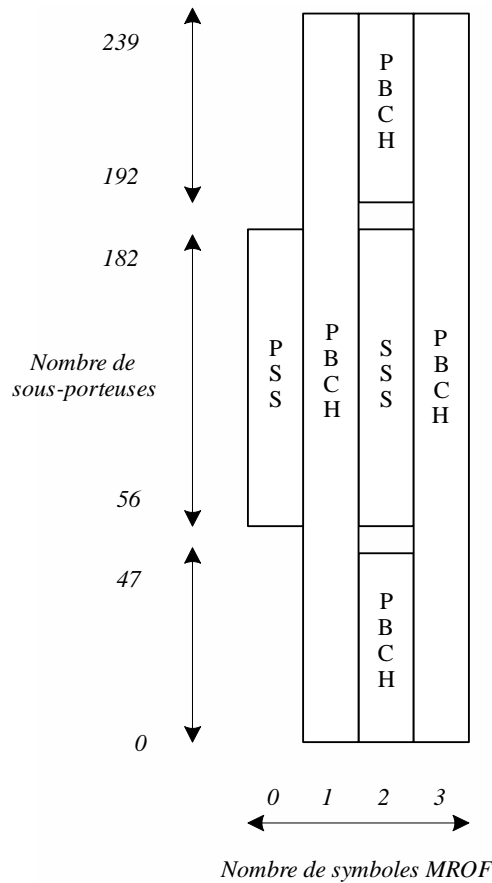 239
P
B
C
H
192
182
Nombre de
sous-porteuses
P
S
S
P
B
C
H
S
S
S
P
B
C
H
56
47
P
B
C
H
0
0 1 2 3
Nombre de symboles MROF